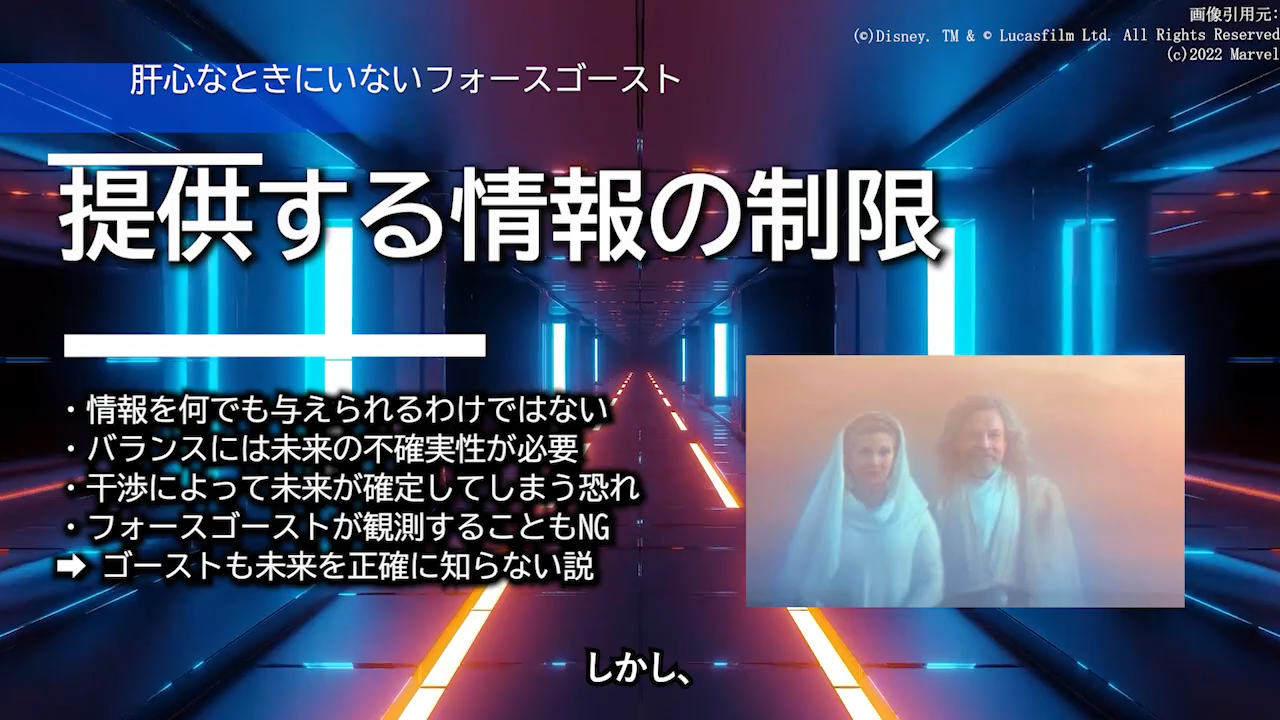 画像引用元:
(©)Disney. TM & © Lucasfilm Ltd. All Rights Reserved
(c)2022 Marvel
肝心なときにいないフォースゴースト
提供する情報の制限
・情報を何でも与えられるわけではない
・バランスには未来の不確実性が必要
・干渉によって未来が確定してしまう恐れ
・フォースゴーストが観測することもNG
➡ ゴーストも未来を正確に知らない説
しかし、